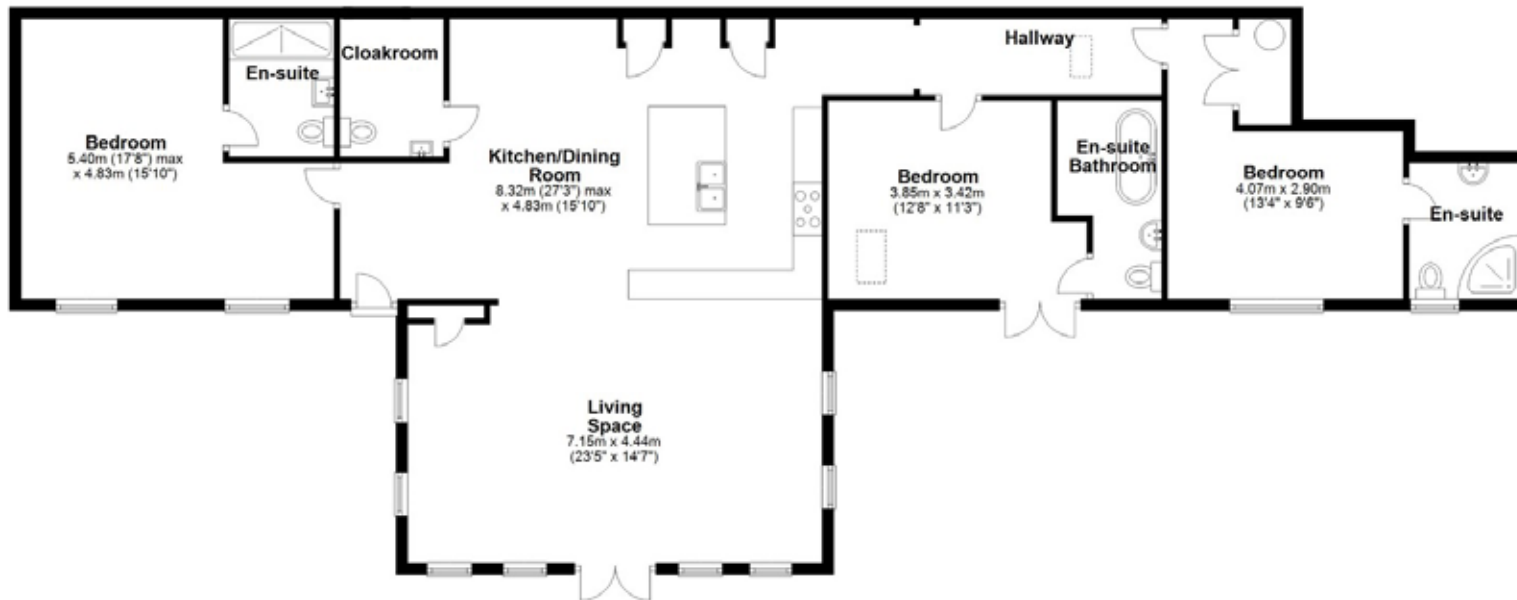 Bedroom
5.40m (17'8") max
x 4.83m (15'10")
En-suite
Cloakroom
Kitchen/Dining
Room
8.32m (27'3") max
x 4.83m (15'10")
Hallway
Bedroom
3.85m x 3.42m
(12'8" x 11'3")
En-suite
Bathroom
Bedroom
4.07m x 2.90m
(13'4" x 9'6")
En-suite
Living
Space
7.15m x 4.44m
(23'5" x 14'7")